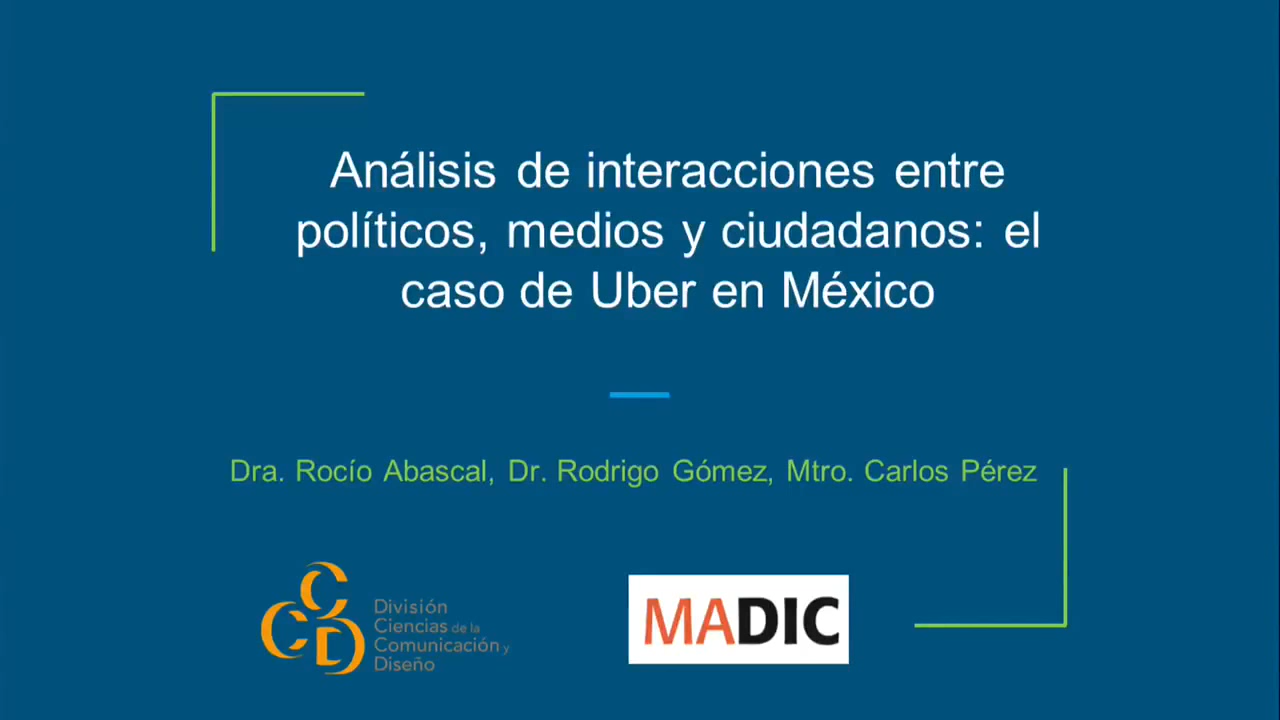 Análisis de interacciones entre
políticos, medios y ciudadanos: el
caso de Uber en México
Dra. Rocío Abascal, Dr. Rodrigo Gómez, Mtro. Carlos Pérez
CCD
División
Ciencias de la
Comunicación y
Diseño
MADIC